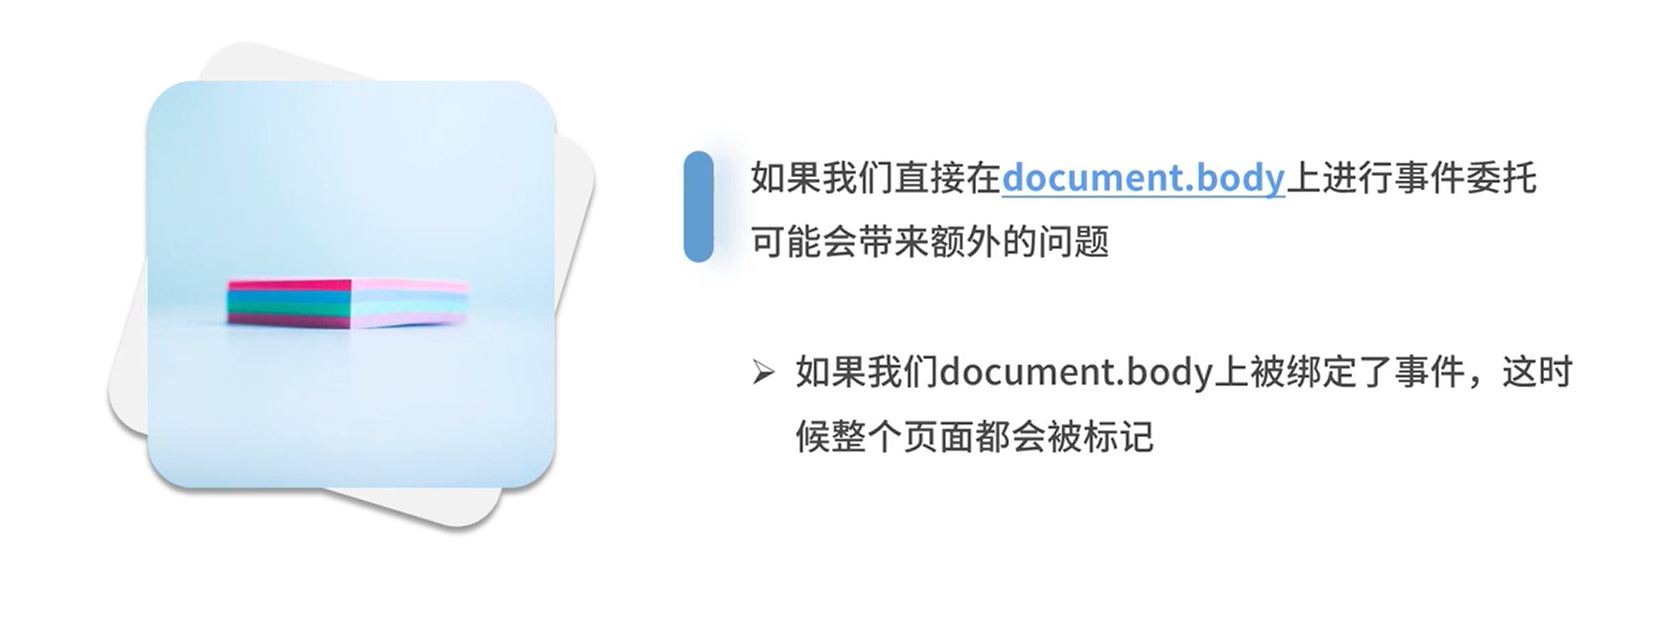 如果我们直接在document.body上进行事件委托
可能会带来额外的问题
如果我们document.body上被绑定了事件，这时
候整个页面都会被标记